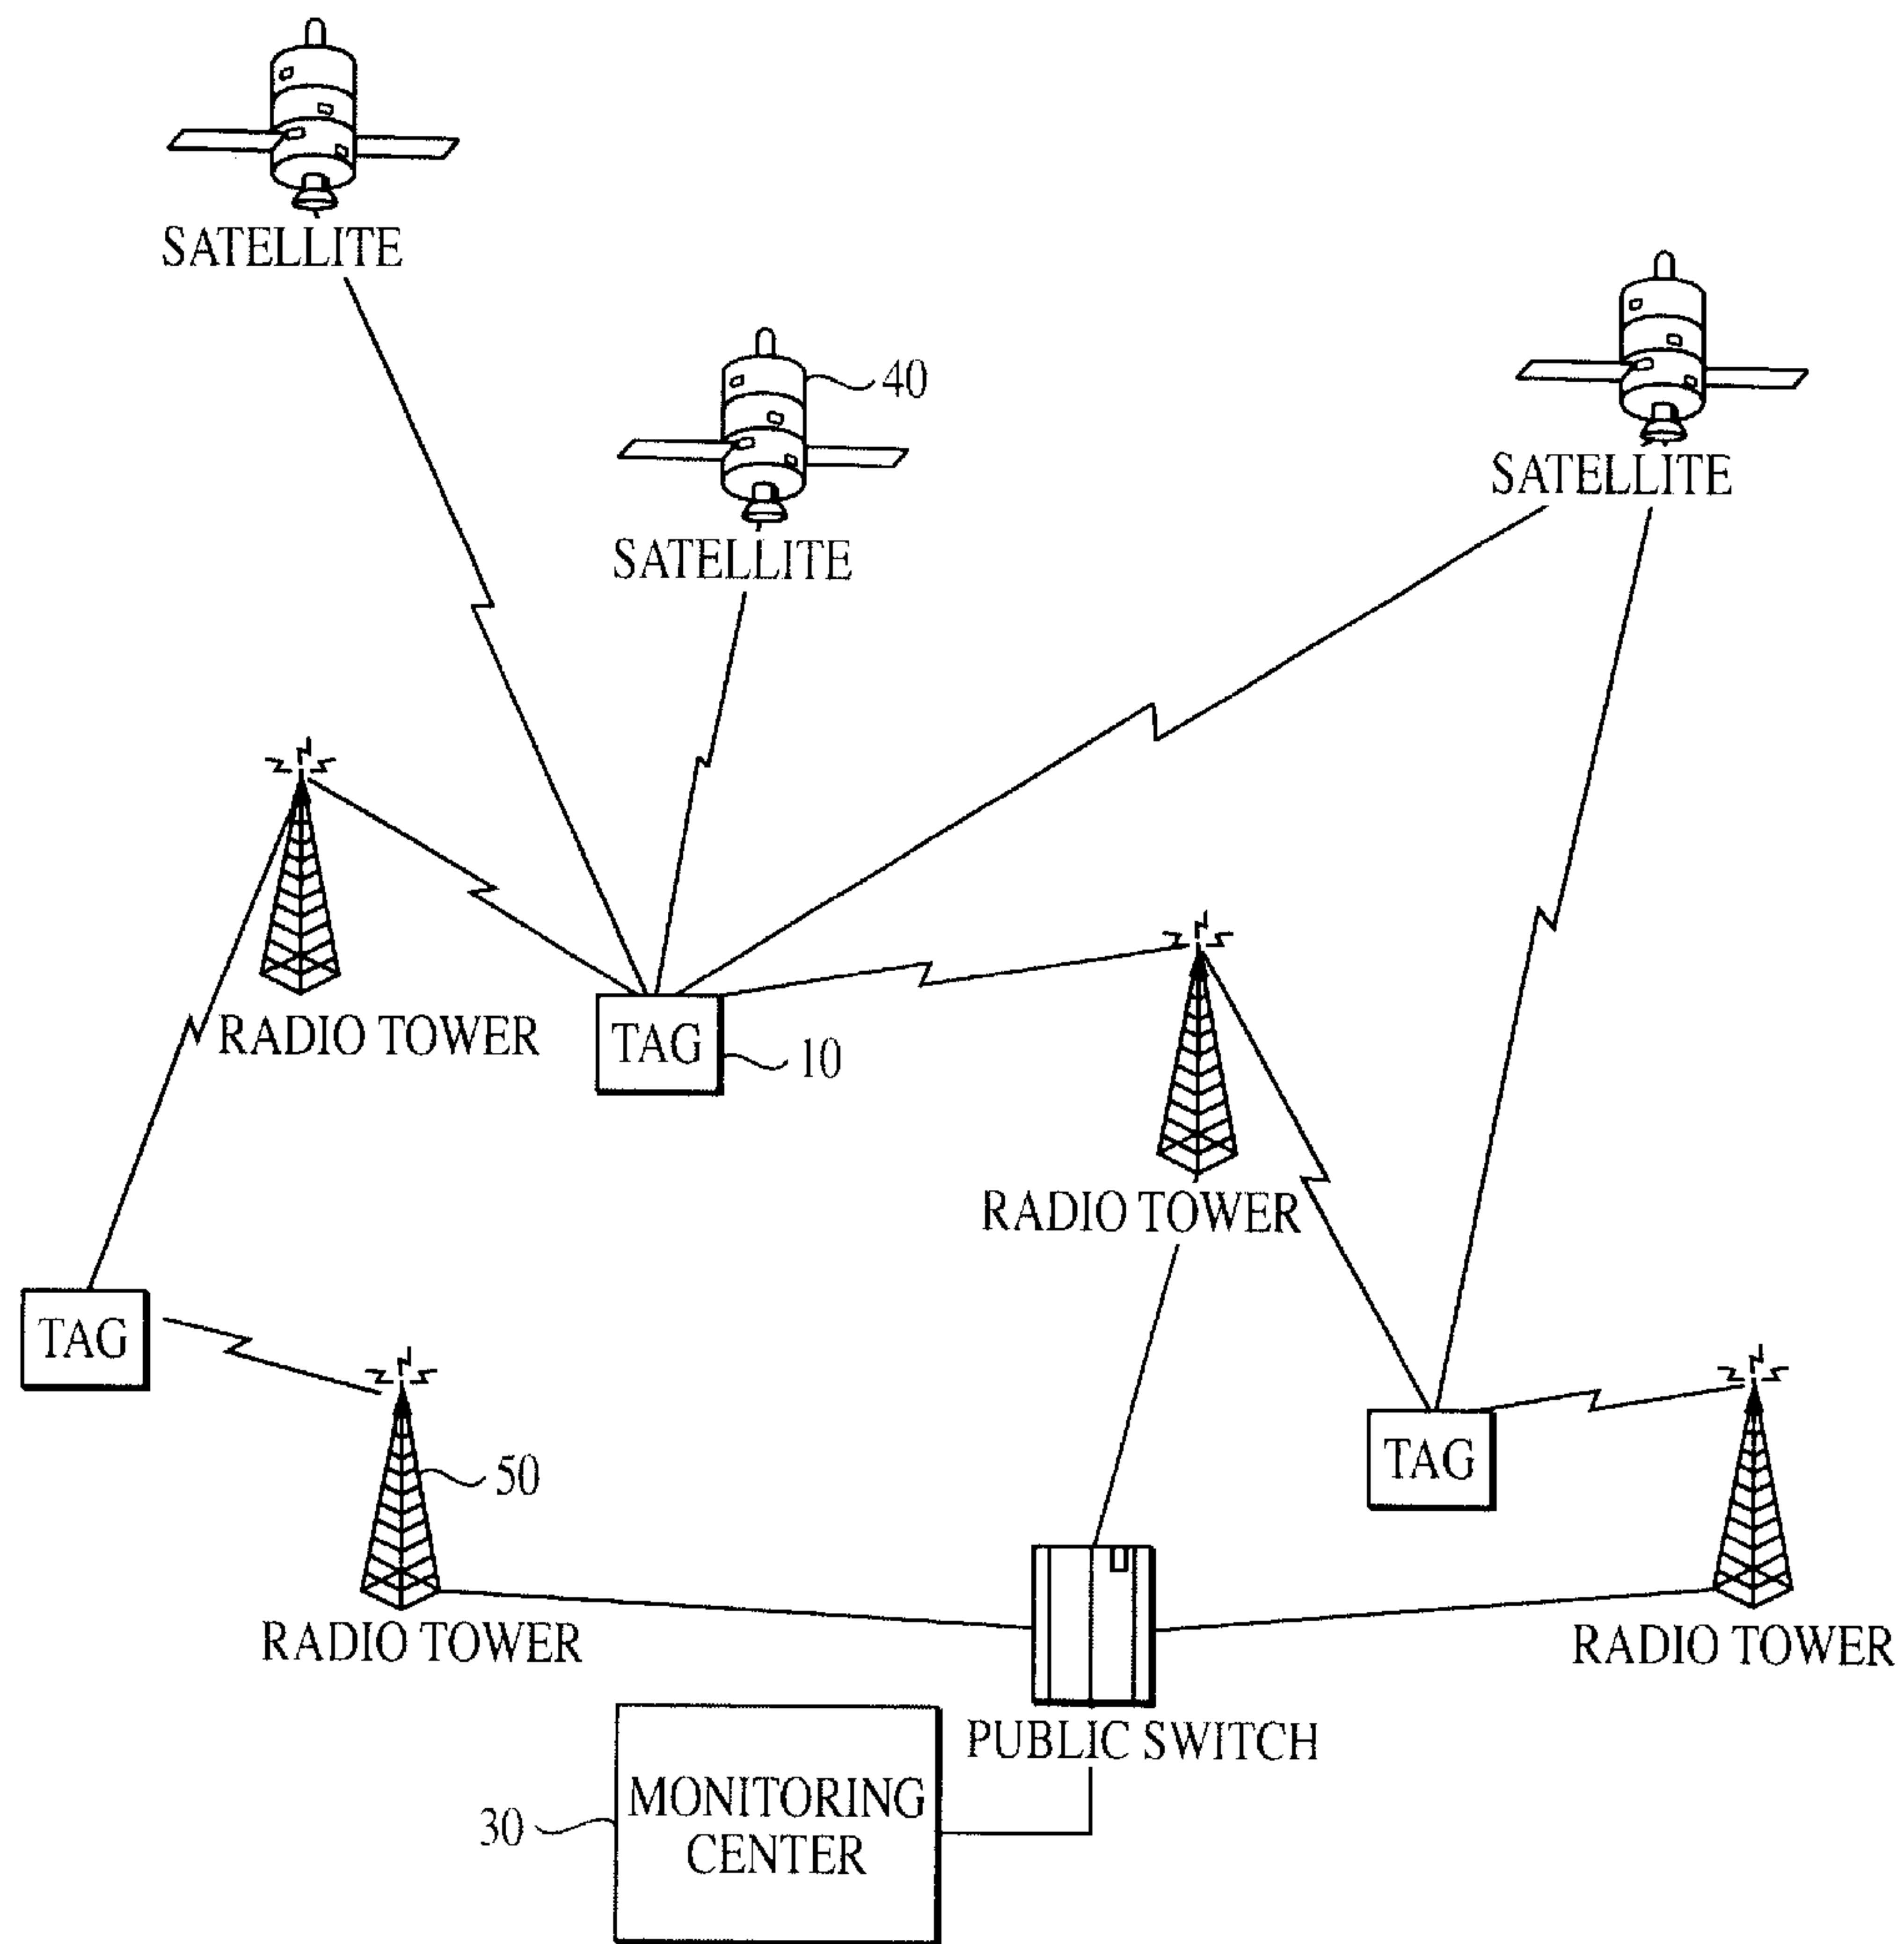 SATELLITE
40
SATELLITE
SATELLITE
RADIO TOWER
TAG
10
RADIO TOWER
TAG
TAG
50
RADIO TOWER
RADIO TOWER
PUBLIC SWITCH
30
MONITORING
CENTER